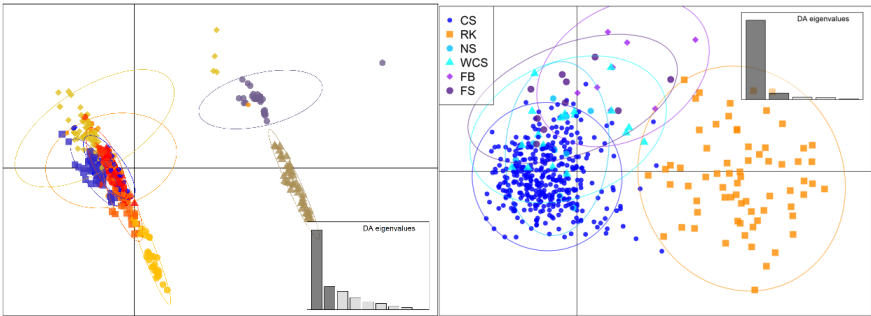 DA eigenvalues
CS
RK
NS
WCS
FB
FS
DA eigenvalues